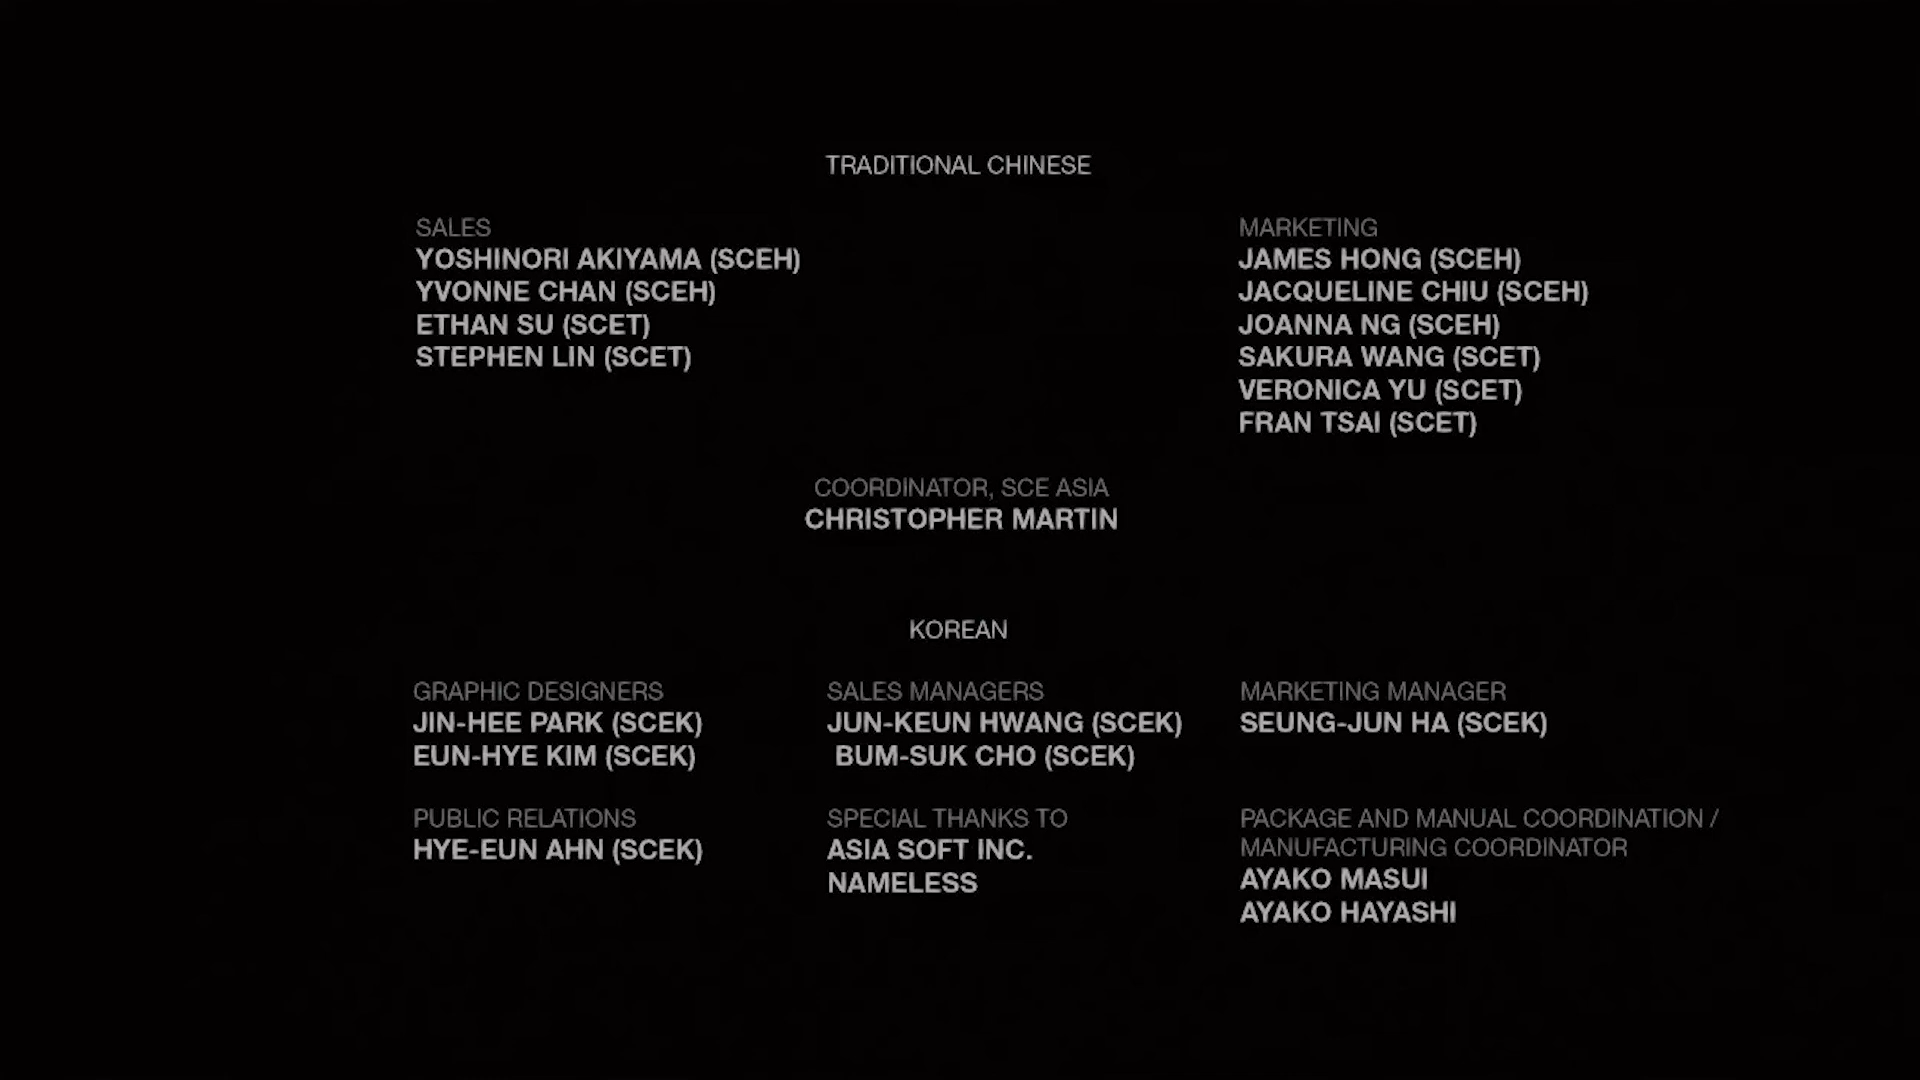 TRADITIONAL CHINESE
SALES
YOSHINORI AKIYAMA (SCEH)
YVONNE CHAN (SCEH)
ETHAN SU (SCET)
STEPHEN LIN (SCET)
MARKETING
JAMES HONG (SCEH)
JACQUELINE CHIU (SCEH)
JOANNA NG (SCEH)
SAKURA WANG (SCET)
VERONICA YU (SCET)
FRAN TSAI (SCET)
COORDINATOR, SCE ASIA
CHRISTOPHER MARTIN
KOREAN
GRAPHIC DESIGNERS
JIN-HEE PARK (SCEK)
EUN-HYE KIM (SCEK)
SALES MANAGERS
JUN-KEUN HWANG (SCEK)
BUM-SUK CHO (SCEK)
MARKETING MANAGER
SEUNG-JUN HA (SCEK)
PUBLIC RELATIONS
HYE-EUN AHN (SCEK)
SPECIAL THANKS TO
ASIA SOFT INC.
NAMELESS
PACKAGE AND MANUAL COORDINATION /
MANUFACTURING COORDINATOR
AYAKO MASUI
AYAKO HAYASHI